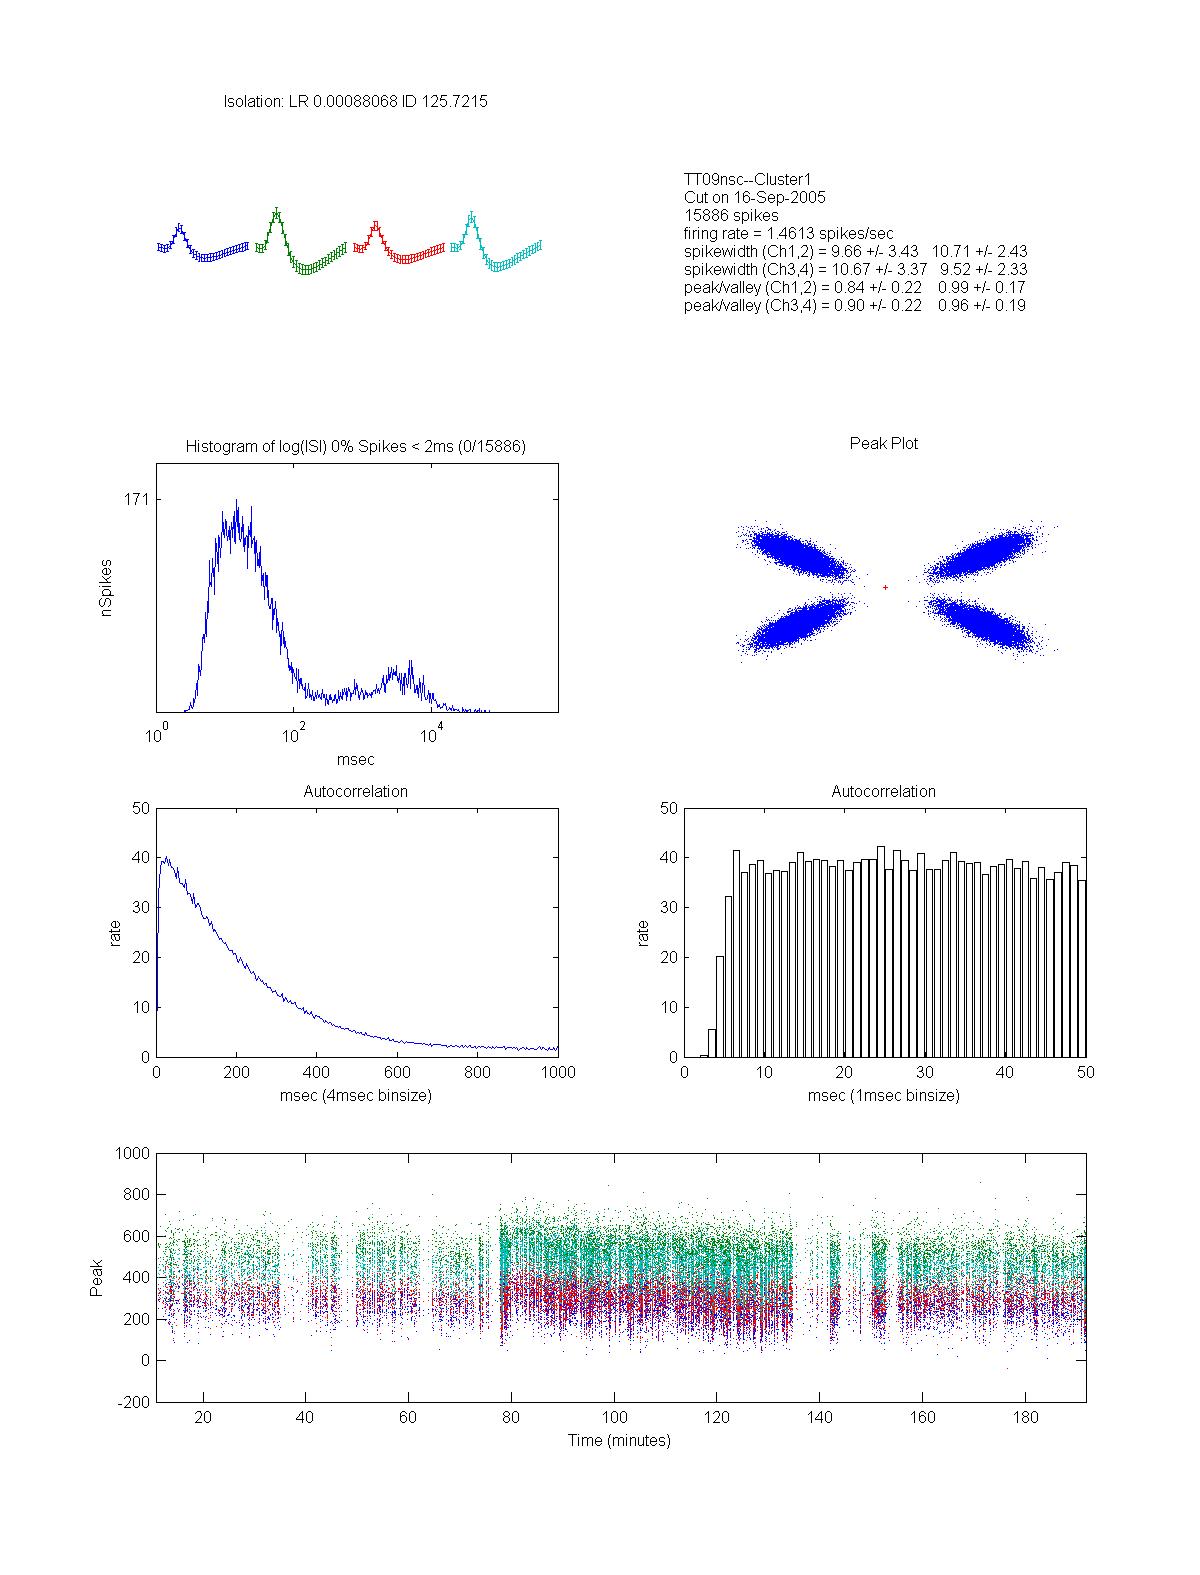 Isolation: LR 0.00088068 ID 125.7215
TT09nsc--Cluster1
Cut on 16-Sep-2005
15886 spikes
firing rate = 1.4613 spikes/sec
spikewidth (Ch1,2) = 9.66 +/- 3.43 10.71 +/- 2.43
spikewidth (Ch3,4) = 10.67 +/- 3.37 9.52 +/- 2.33
peak/valley (Ch1,2) = 0.84 +/- 0.22 0.99 +/- 0.17
peak/valley (Ch3,4) = 0.90 +/- 0.22 0.96 +/- 0.19
Histogram of log(ISI) 0% Spikes < 2ms (0/15886)
171
nSpikes
10^0 10^2 10^4
msec
Peak Plot
Autocorrelation
50
40
30
20
10
0
rate
0 200 400 600 800 1000
msec (4msec binsize)
Autocorrelation
50
40
30
20
10
0
rate
0 10 20 30 40 50
msec (1msec binsize)
1000
800
600
400
200
0
-200
Peak
20 40 60 80 100 120 140 160 180
Time (minutes)